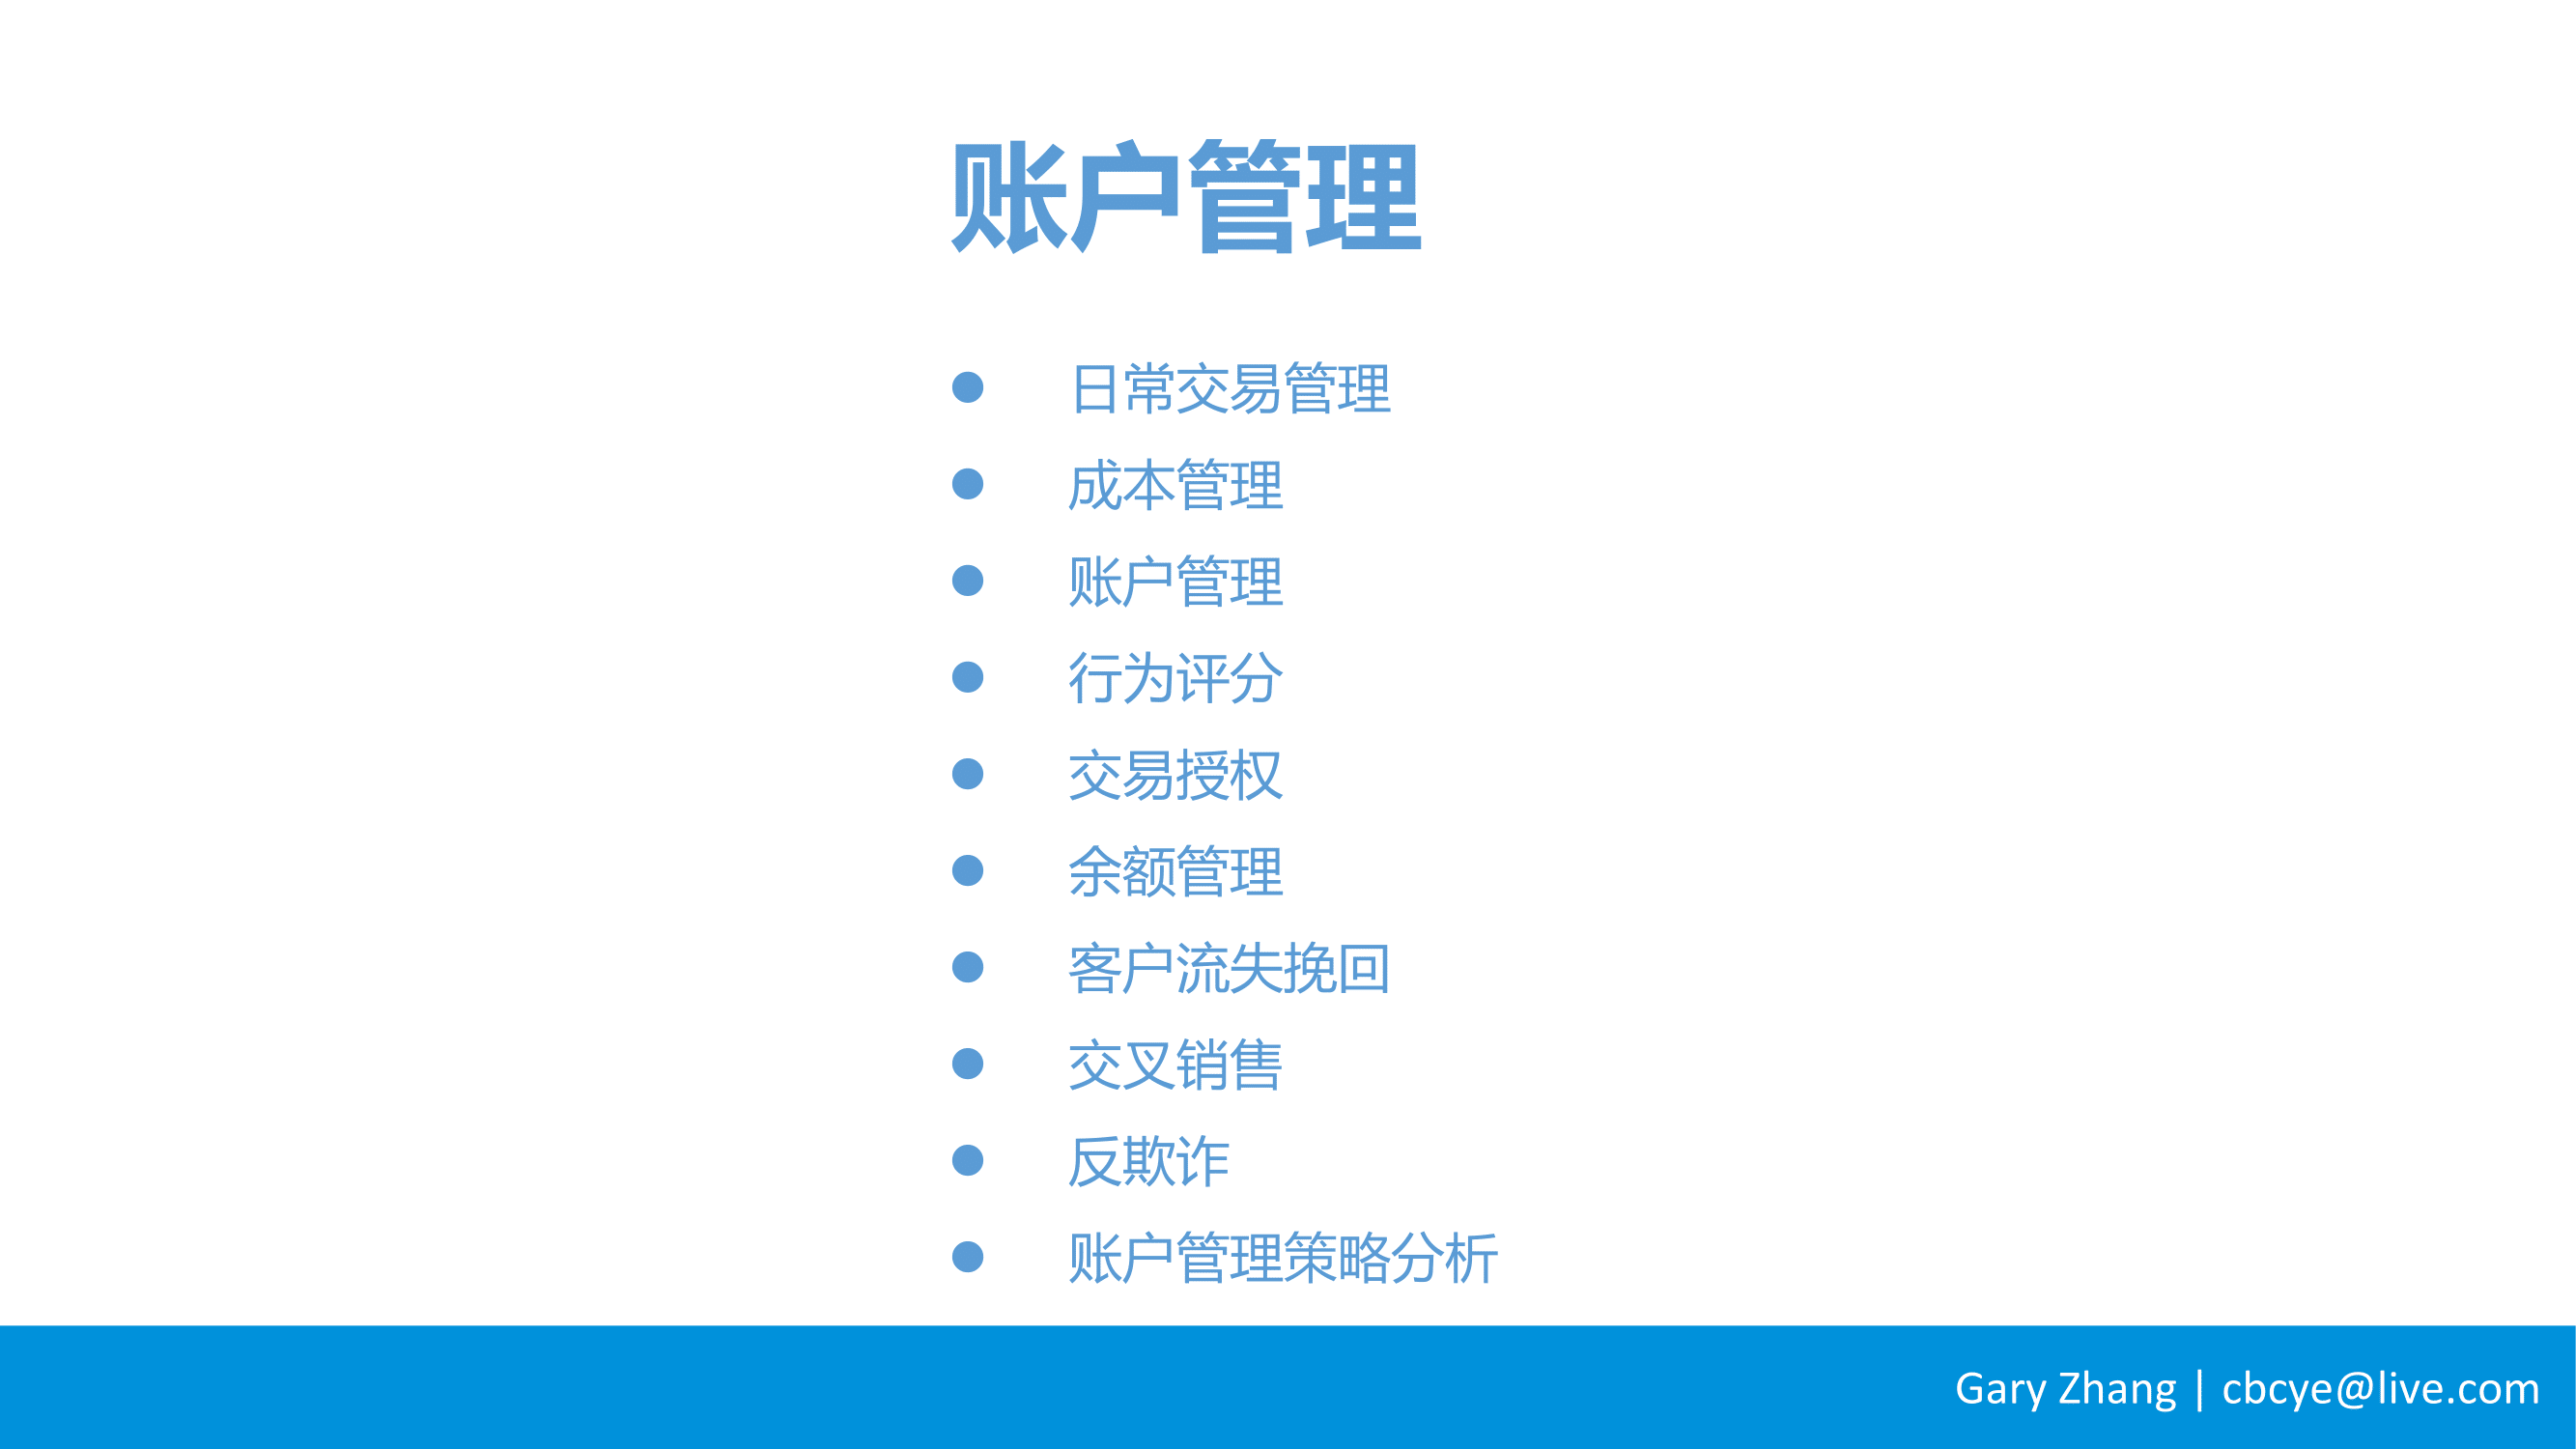 账户管理
● 日常交易管理
● 成本管理
● 账户管理
● 行为评分
● 交易授权
● 余额管理
● 客户流失挽回
● 交叉销售
● 反欺诈
● 账户管理策略分析
Gary Zhang | cbcye@live.com